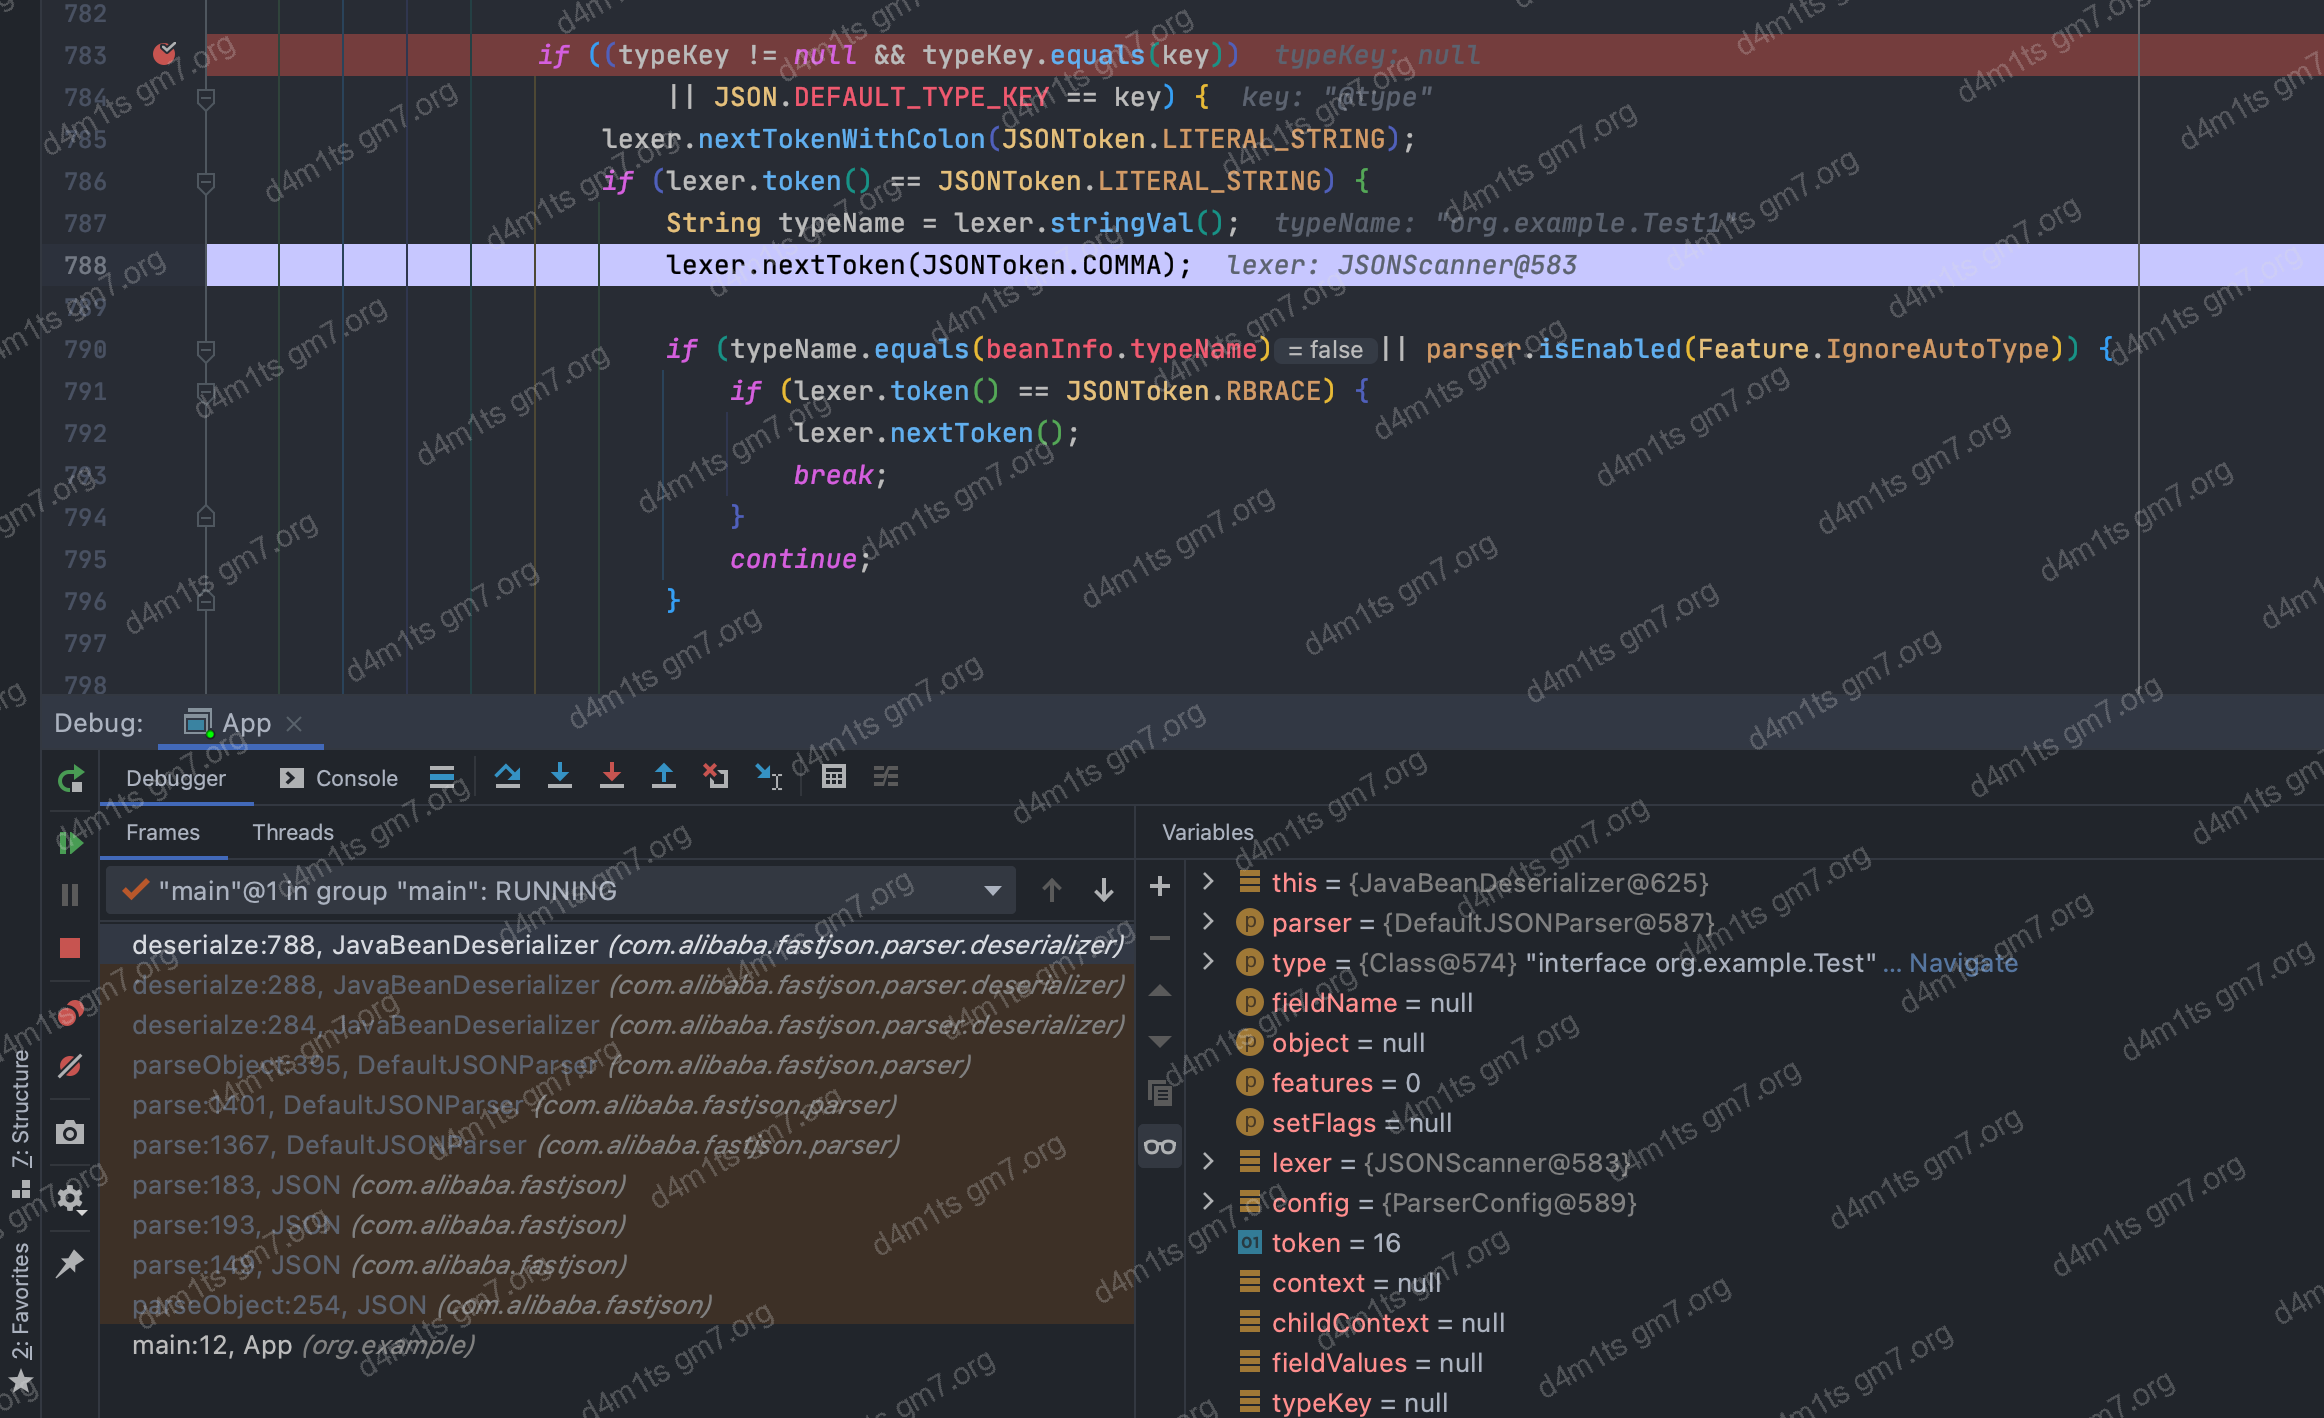 782
783 if ((typeKey != null && typeKey.equals(key)) typeKey: null
784 || JSON.DEFAULT_TYPE_KEY == key) { key: "@type"
785 lexer.nextTokenWithColon(JSONToken.LITERAL_STRING);
786 if (lexer.token() == JSONToken.LITERAL_STRING) {
787 String typeName = lexer.stringVal(); typeName: "org.example.Test1"
788 lexer.nextToken(JSONToken.COMMA); lexer: JSONScanner@583
789
790 if (typeName.equals(beanInfo.typeName) = false || parser.isEnabled(Feature.IgnoreAutoType)) {
791 if (lexer.token() == JSONToken.RBRACE) {
792 lexer.nextToken();
793 break;
794 }
795 continue;
796 }
797
798
Debug: App
Debugger Console
Frames Threads
"main"@1 in group "main": RUNNING
deserialze:788, JavaBeanDeserializer (com.alibaba.fastjson.parser.deserializer)
deserialze:288, JavaBeanDeserializer (com.alibaba.fastjson.parser.deserializer)
deserialze:284, JavaBeanDeserializer (com.alibaba.fastjson.parser.deserializer)
parseObject:395, DefaultJSONParser (com.alibaba.fastjson.parser)
parse:1401, DefaultJSONParser (com.alibaba.fastjson.parser)
parse:1367, DefaultJSONParser (com.alibaba.fastjson.parser)
parse:183, JSON (com.alibaba.fastjson)
parse:193, JSON (com.alibaba.fastjson)
parse:149, JSON (com.alibaba.fastjson)
parseObject:254, JSON (com.alibaba.fastjson)
main:12, App (org.example)
Variables
this = {JavaBeanDeserializer@625}
p parser = {DefaultJSONParser@587}
p type = {Class@574} "interface org.example.Test" ... Navigate
p fieldName = null
p object = null
p features = 0
p setFlags = null
lexer = {JSONScanner@583}
config = {ParserConfig@589}
01 token = 16
context = null
childContext = null
fieldValues = null
typeKey = null
7: Structure
2: Favorites
d4m1ts gm7.org